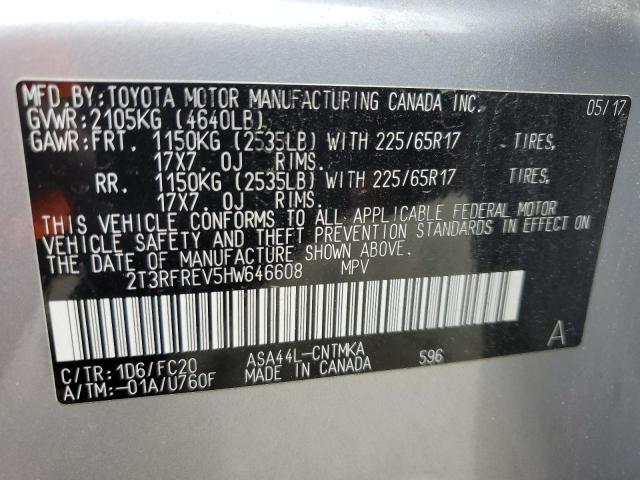 MFD. BY: TOYOTA MOTOR MANUFACTURING CANADA INC. 05/17
GVWR: 2105KG (4640LB)
GAWR: FRT. 1150KG (2535LB) WITH 225/65R17 TIRES.
17X7.0J RIMS.
RR. 1150KG (2535LB) WITH 225/65R17 TIRES.
17X7.0J RIMS.
THIS VEHICLE CONFORMS TO ALL APPLICABLE FEDERAL MOTOR
VEHICLE SAFETY AND THEFT PREVENTION STANDARDS IN EFFECT ON
THE DATE OF MANUFACTURE SHOWN ABOVE.
2T3RFREV5HW646608 MPV
A
C/TR: 1D6/FC20 ASA44L-CNTMKA 596
A/TM:-01A/U760F MADE IN CANADA